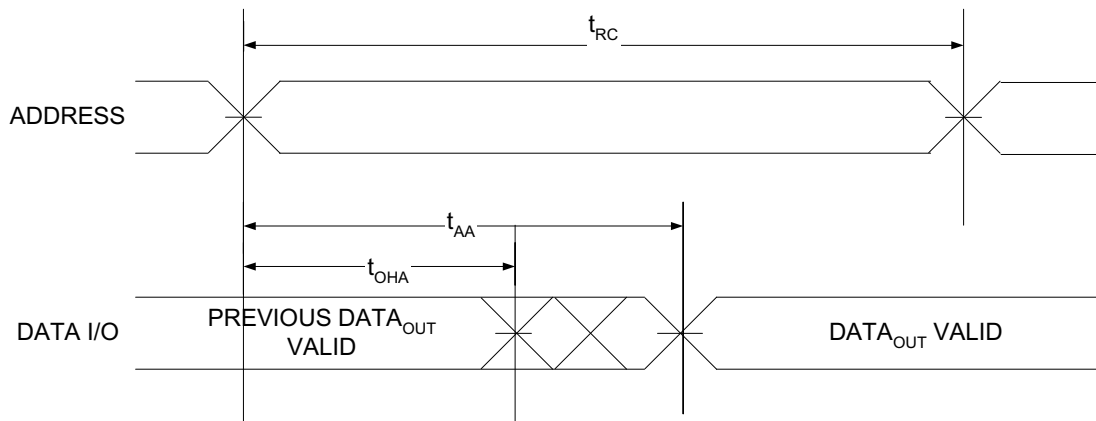 tRC
ADDRESS
tAA
tOHA
DATA I/O
PREVIOUS DATAOUT
VALID
DATAOUT VALID